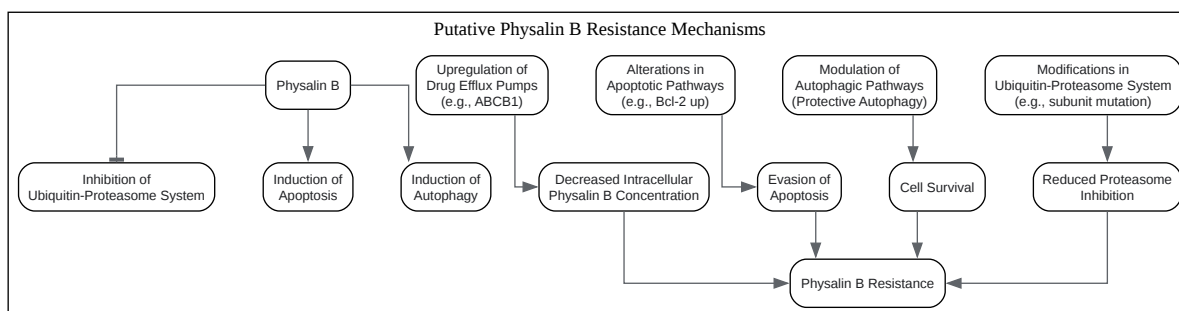 Putative Physalin B Resistance Mechanisms
Physalin B
Upregulation of
Drug Efflux Pumps
(e.g., ABCB1)
Alterations in
Apoptotic Pathways
(e.g., Bcl-2 up)
Modulation of
Autophagic Pathways
(Protective Autophagy)
Modifications in
Ubiquitin-Proteasome System
(e.g., subunit mutation)
Inhibition of
Ubiquitin-Proteasome System
Induction of
Apoptosis
Induction of
Autophagy
Decreased Intracellular
Physalin B Concentration
Evasion of
Apoptosis
Cell Survival
Reduced Proteasome
Inhibition
Physalin B Resistance